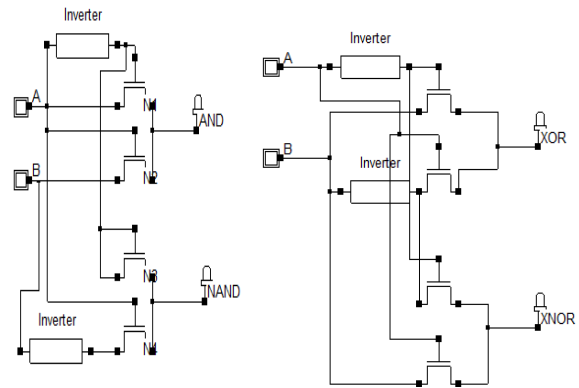 Inverter
A
N1
AND
B
N2
N3
NAND
Inverter
N4
Inverter
A
B
XOR
Inverter
XNOR